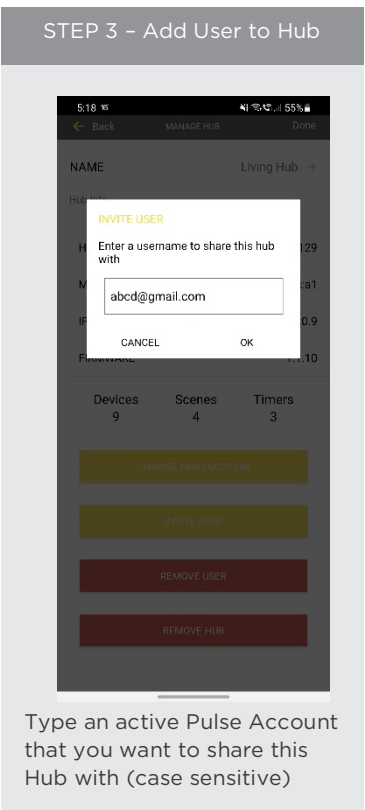 STEP 3 – Add User to Hub
5:18
55%
Back MANAGE HUB Done
NAME Living Hub →
INVITE USER
Enter a username to share this hub
with
abcd@gmail.com
CANCEL OK
FIRMWARE 1.1.10
Devices Scenes Timers
9 4 3
CHANGE HUB LOCATION
INVITE USER
REMOVE USER
REMOVE HUB
Type an active Pulse Account
that you want to share this
Hub with (case sensitive)